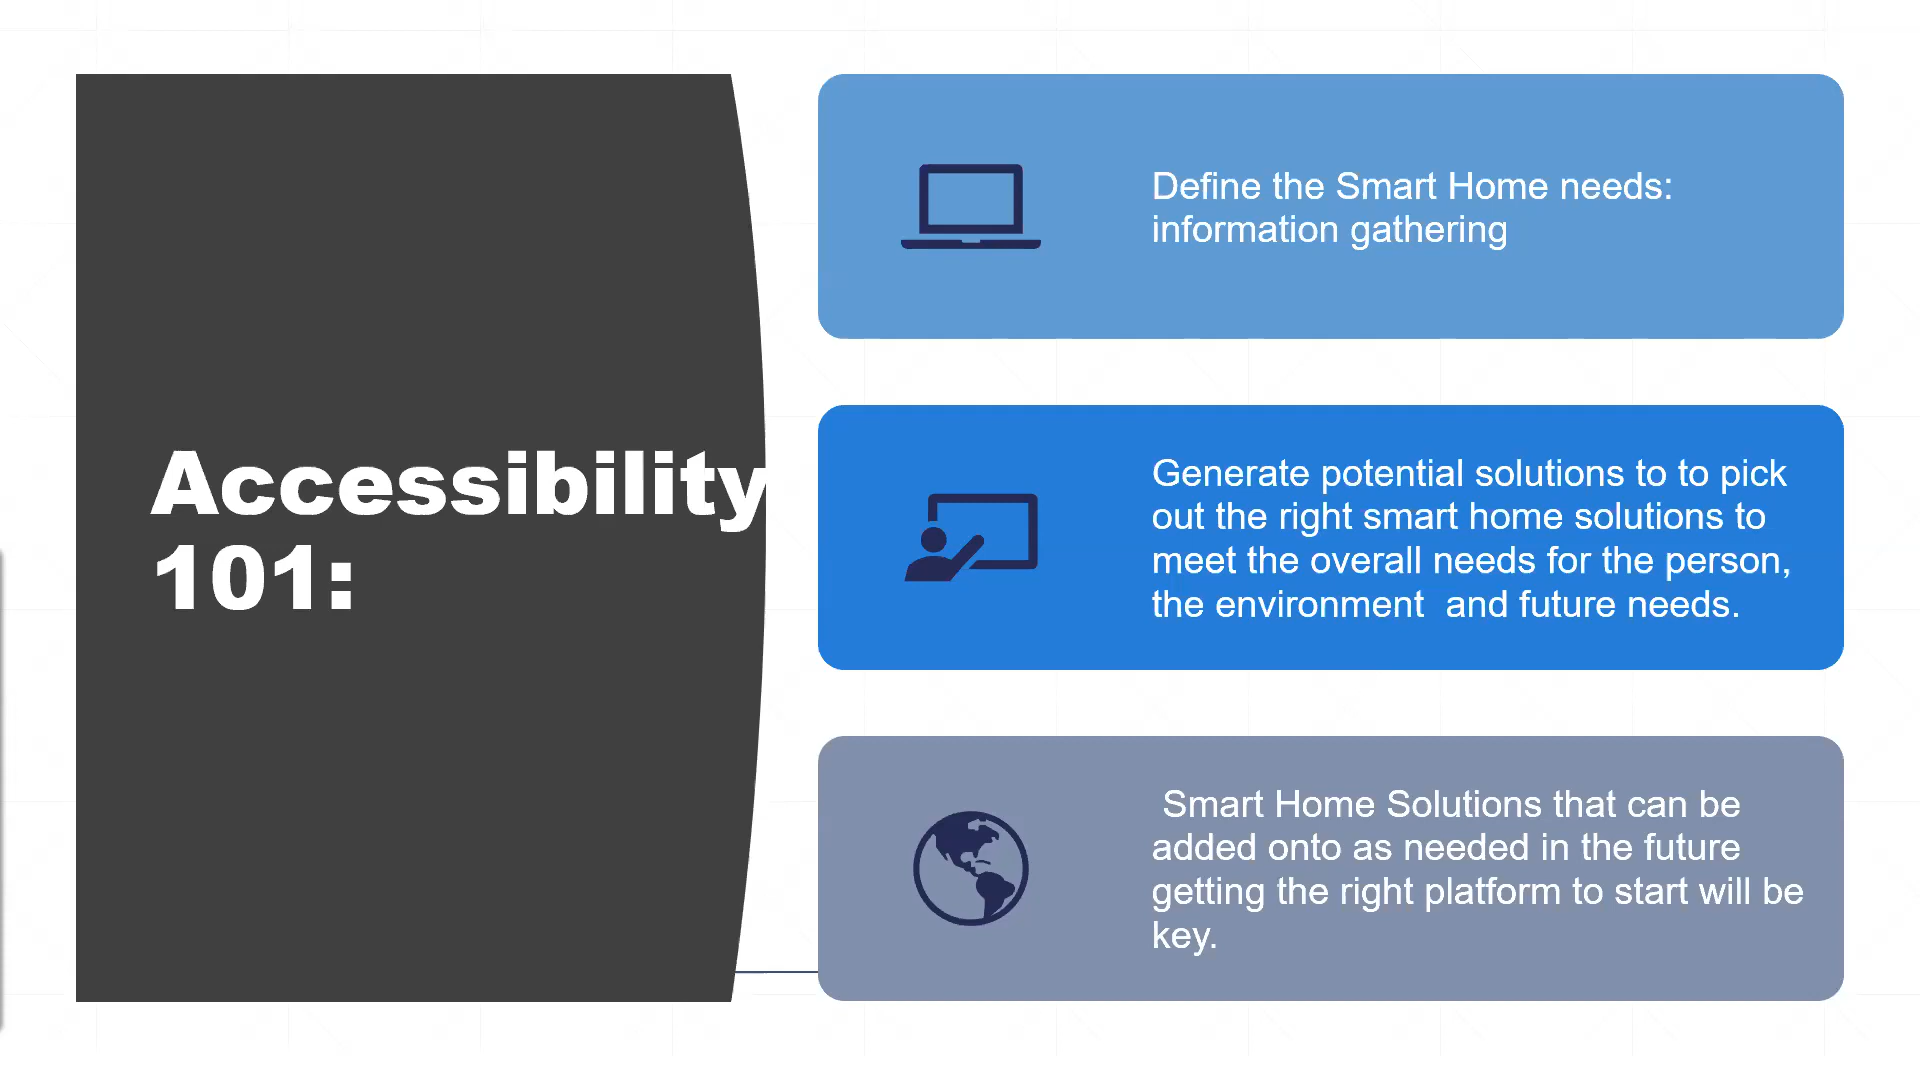 Accessibility
101:
Define the Smart Home needs:
information gathering
Generate potential solutions to to pick
out the right smart home solutions to
meet the overall needs for the person,
the environment  and future needs.
Smart Home Solutions that can be
added onto as needed in the future
getting the right platform to start will be
key.